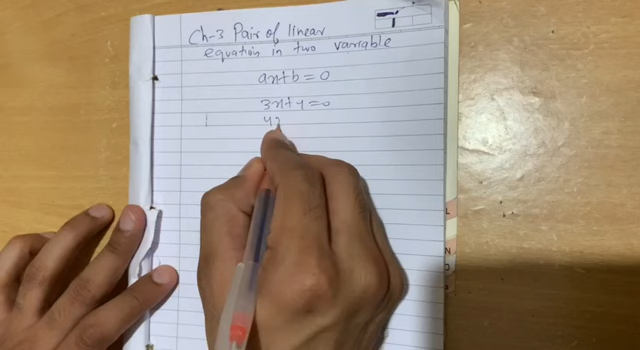 Ch-3 Pair of linear
equation in two variable
ax+b=0
3x+4=0